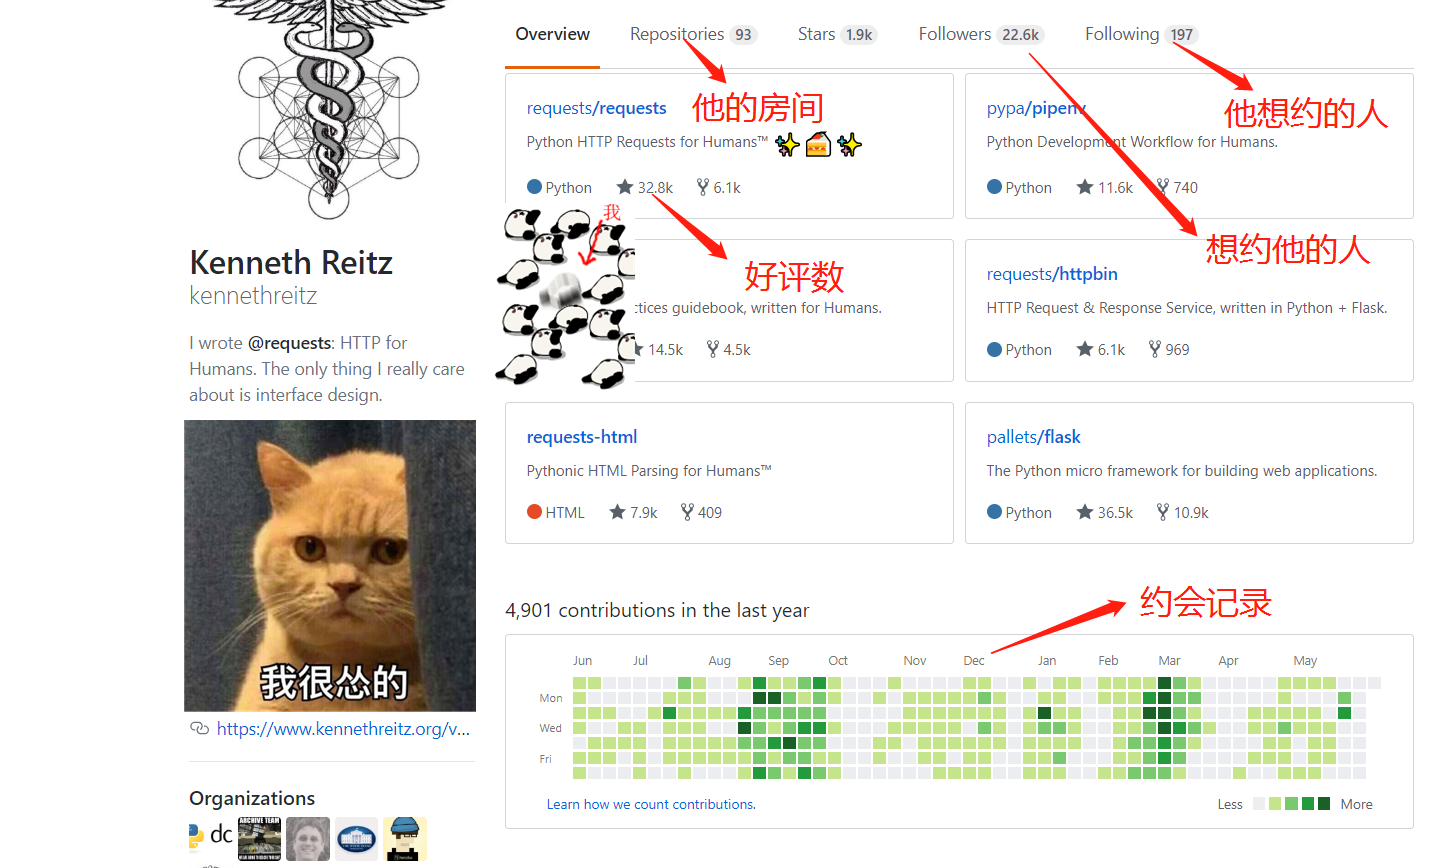 Overview Repositories 93 Stars 1.9k Followers 22.6k Following 197
requests/requests
他的房间
Python HTTP Requests for Humans™
Python 32.8k 6.1k
pypa/pipenv
他想约的人
Python Development Workflow for Humans.
Python 11.6k 740
我
好评数
ctices guidebook, written for Humans.
14.5k 4.5k
想约他的人
requests/httpbin
HTTP Request & Response Service, written in Python + Flask.
Python 6.1k 969
requests-html
Pythonic HTML Parsing for Humans™
HTML 7.9k 409
pallets/flask
The Python micro framework for building web applications.
Python 36.5k 10.9k
Kenneth Reitz
kennethreitz
I wrote @requests: HTTP for
Humans. The only thing I really care
about is interface design.
我很怂的
https://www.kennethreitz.org/v...
Organizations
dc
ARCHIVE TEAM
4,901 contributions in the last year
约会记录
Jun Jul Aug Sep Oct Nov Dec Jan Feb Mar Apr May
Mon
Wed
Fri
Learn how we count contributions.
Less More